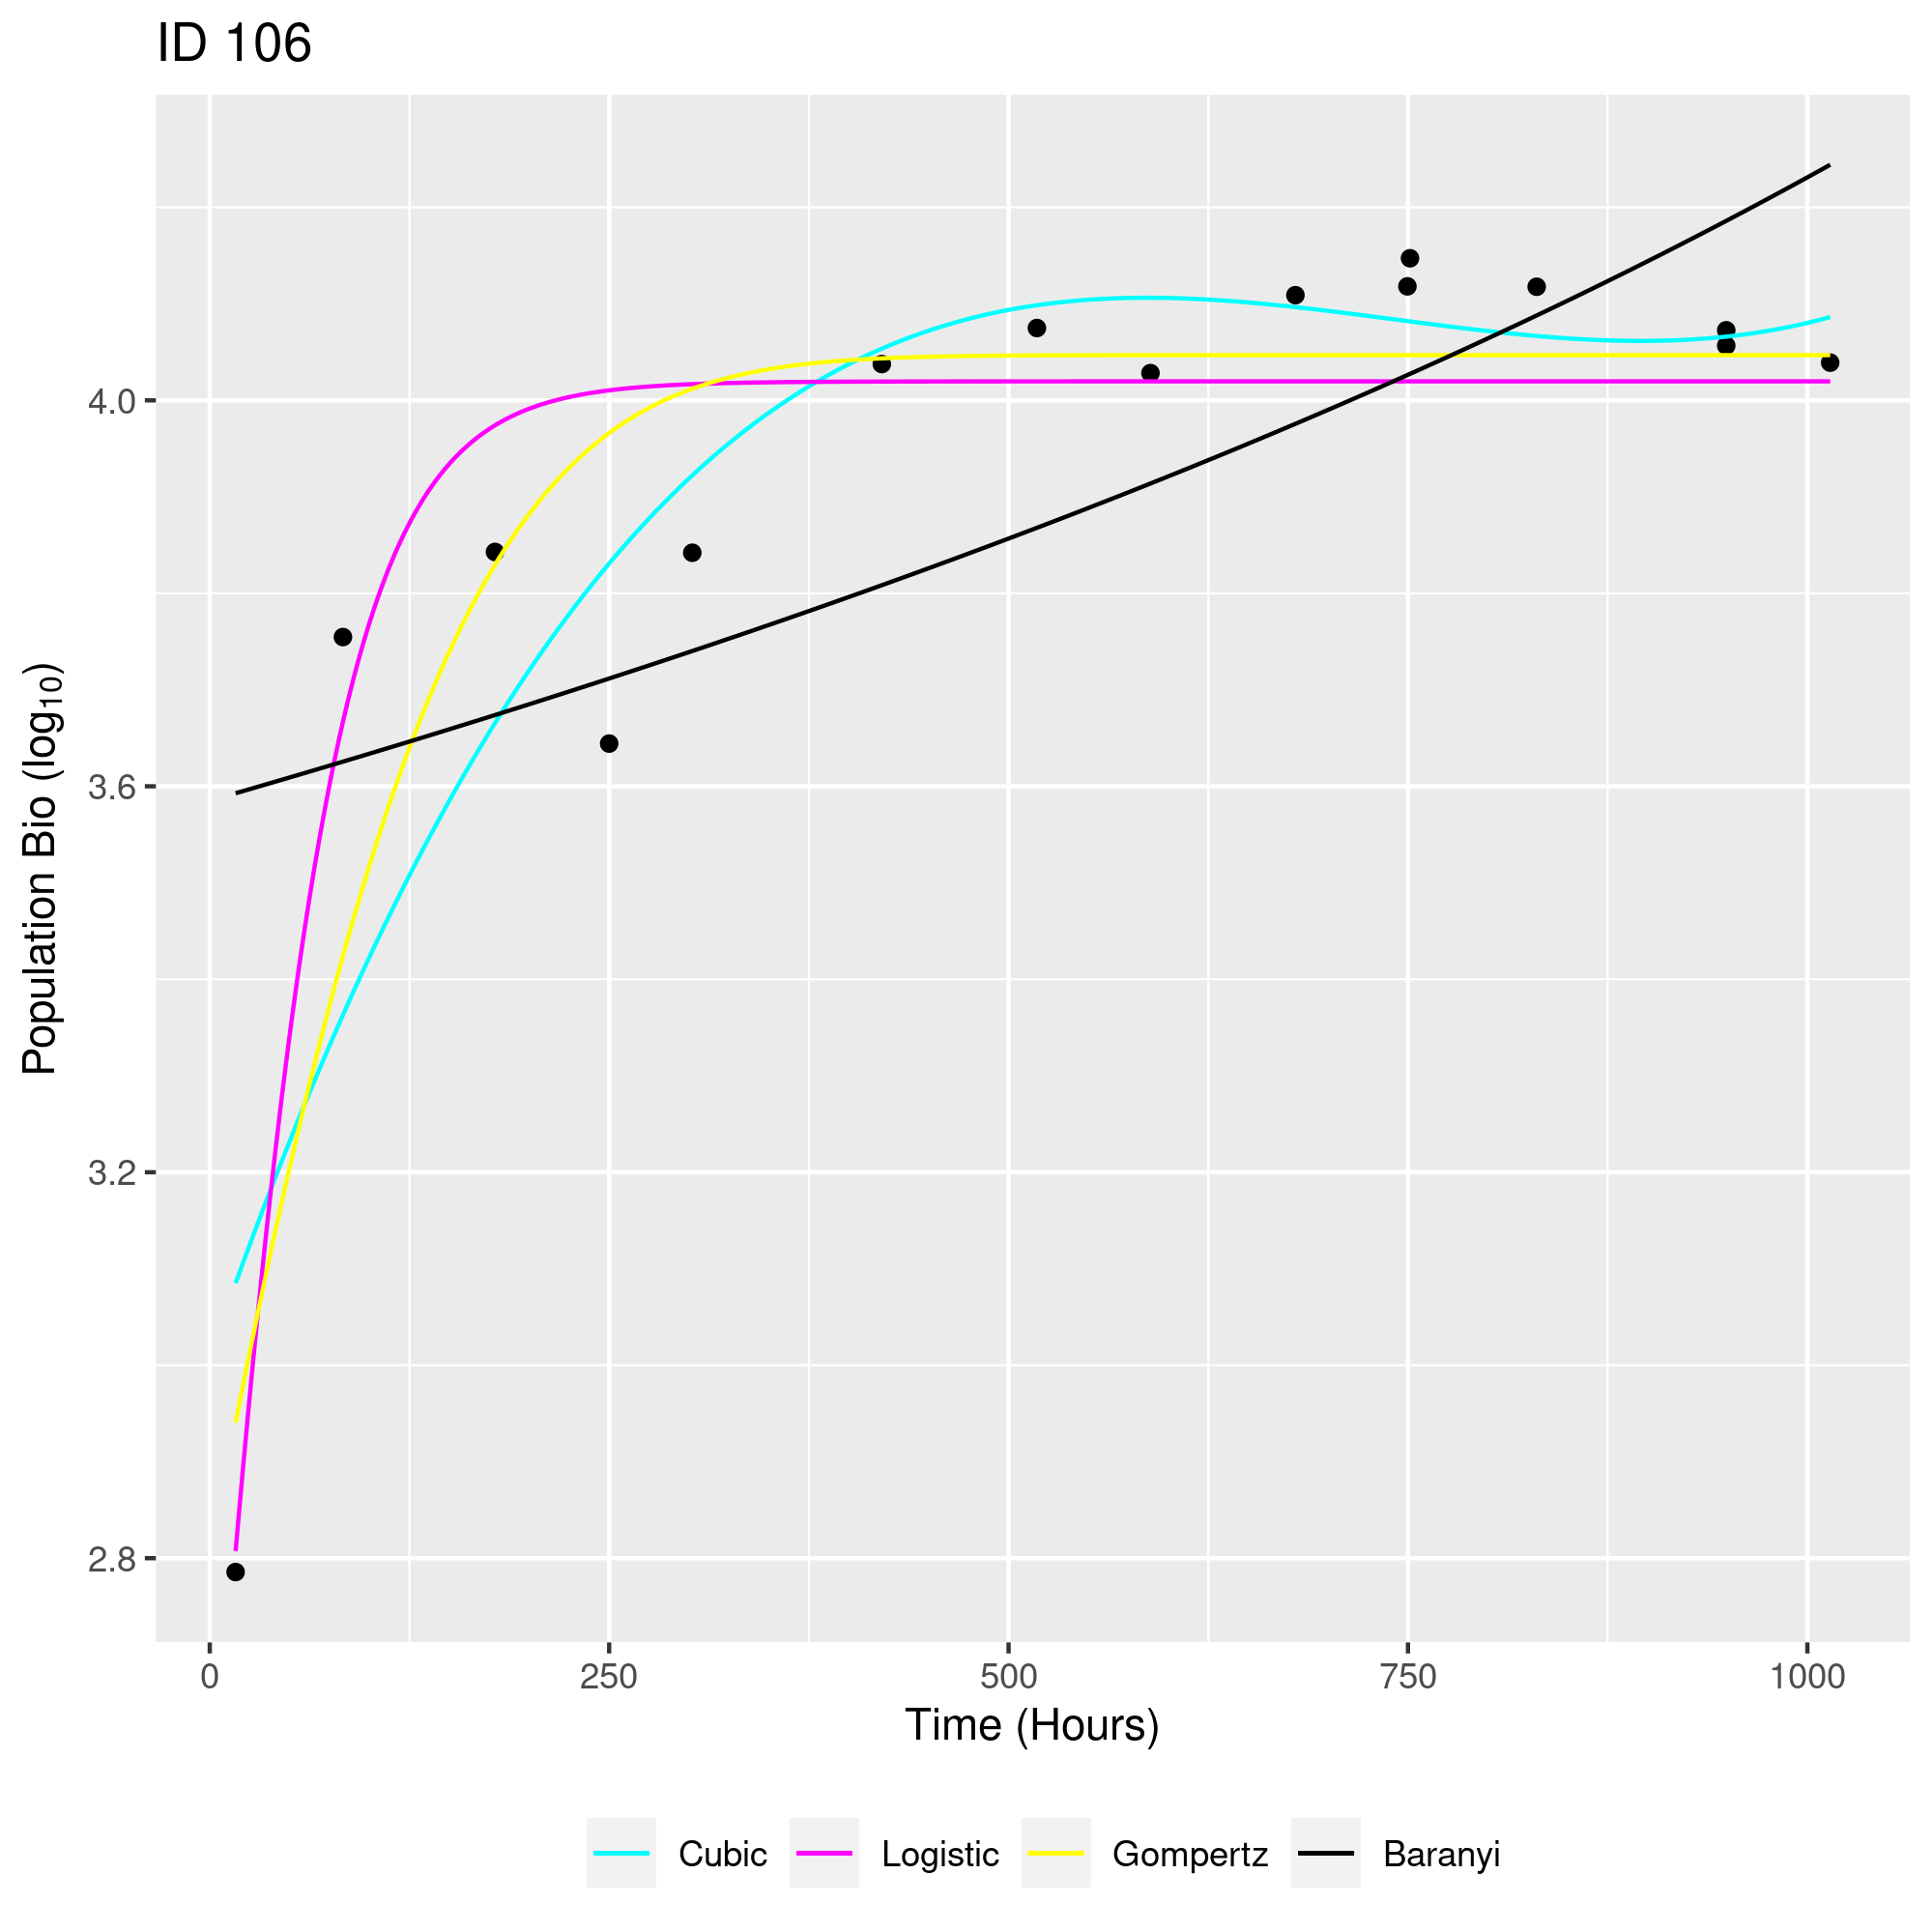 ID 106
Population Bio (log₁₀)
4.0
3.6
3.2
2.8
0 250 500 750 1000
Time (Hours)
Cubic Logistic Gompertz Baranyi